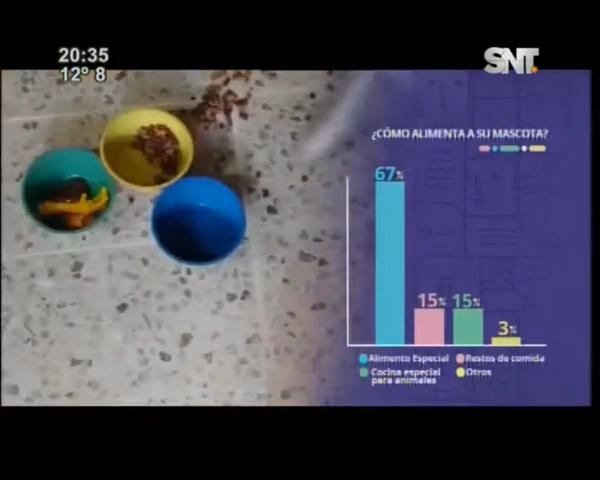 20:35
12° 8
SNT.
¿CÓMO ALIMENTA A SU MASCOTA?
67%
15% 15%
3%
Alimento Especial Restos de comida
Cocina especial para animales Otros